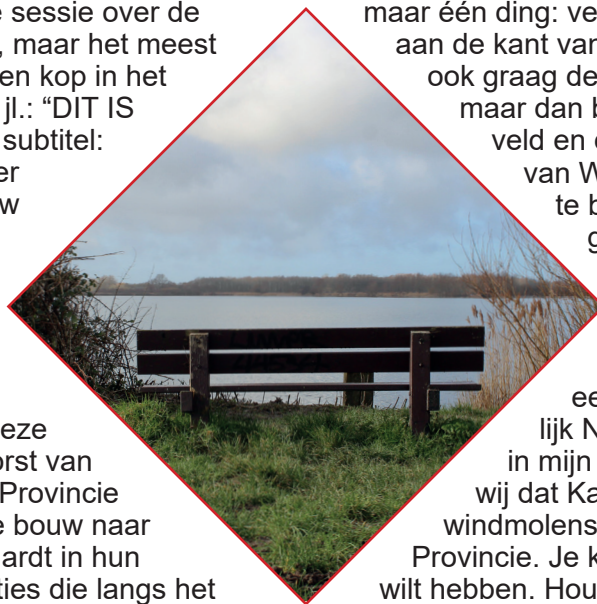 e sessie over de
, maar het meest
en kop in het
jl.: “DIT IS
subtitel:
er
w
eze
orst van
Provincie
e bouw naar
ardt in hun
ties die langs het
maar één ding: ve
aan de kant van
ook graag de
maar dan b
veld en
van W
te b
g
ee
lijk N
in mijn
wij dat Ka
windmolens
Provincie. Je k
wilt hebben. Hou